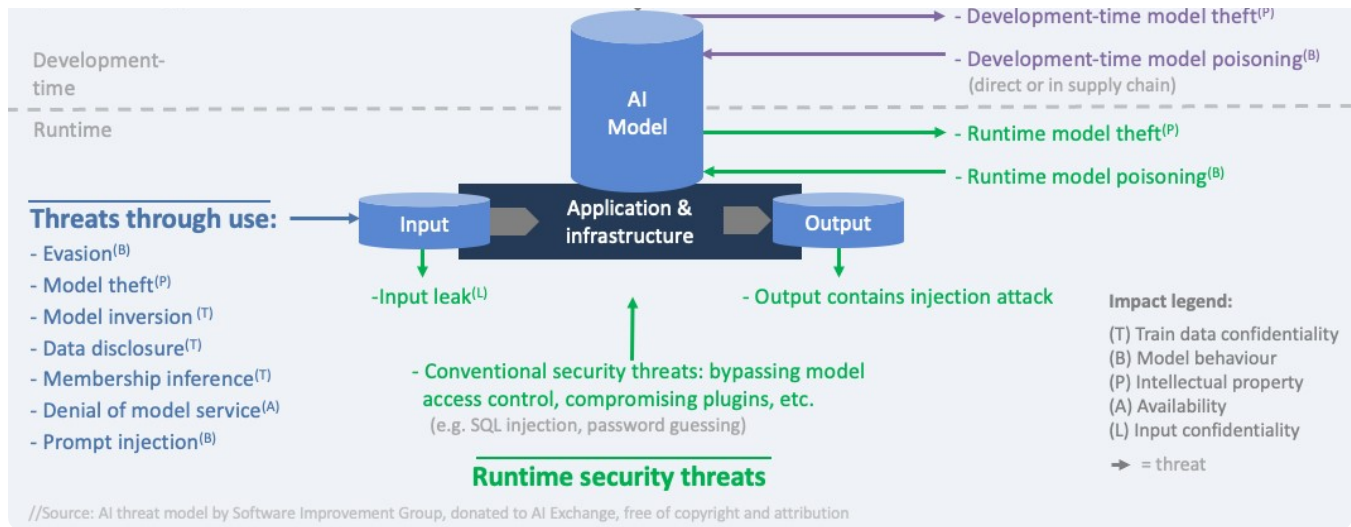 - Development-time model theft(P)
Development-
time
- Development-time model poisoning(B)
(direct or in supply chain)
AI
Model
Runtime
- Runtime model theft(P)
- Runtime model poisoning(B)
Threats through use:
- Evasion(B)
- Model theft(P)
- Model inversion (T)
- Data disclosure(T)
- Membership inference(T)
- Denial of model service(A)
- Prompt injection(B)
Input
Application &
infrastructure
Output
-Input leak(L)
- Output contains injection attack
- Conventional security threats: bypassing model
access control, compromising plugins, etc.
(e.g. SQL injection, password guessing)
Runtime security threats
Impact legend:
(T) Train data confidentiality
(B) Model behaviour
(P) Intellectual property
(A) Availability
(L) Input confidentiality
= threat
//Source: AI threat model by Software Improvement Group, donated to AI Exchange, free of copyright and attribution